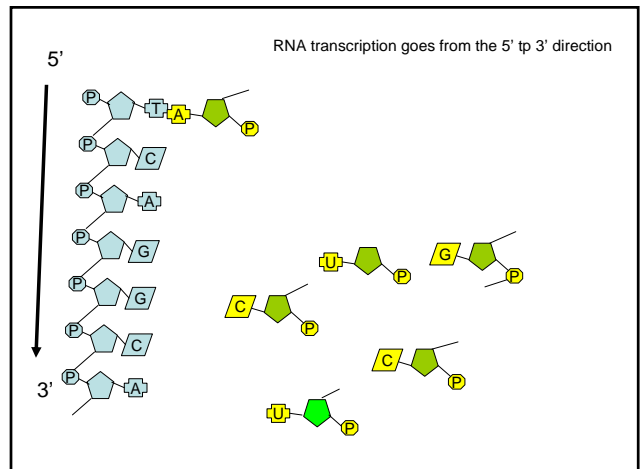 RNA transcription goes from the 5' tp 3' direction
5'
P T A P
P C
P A
P G U P G P
P G C P
P C C P
P A
3' U P